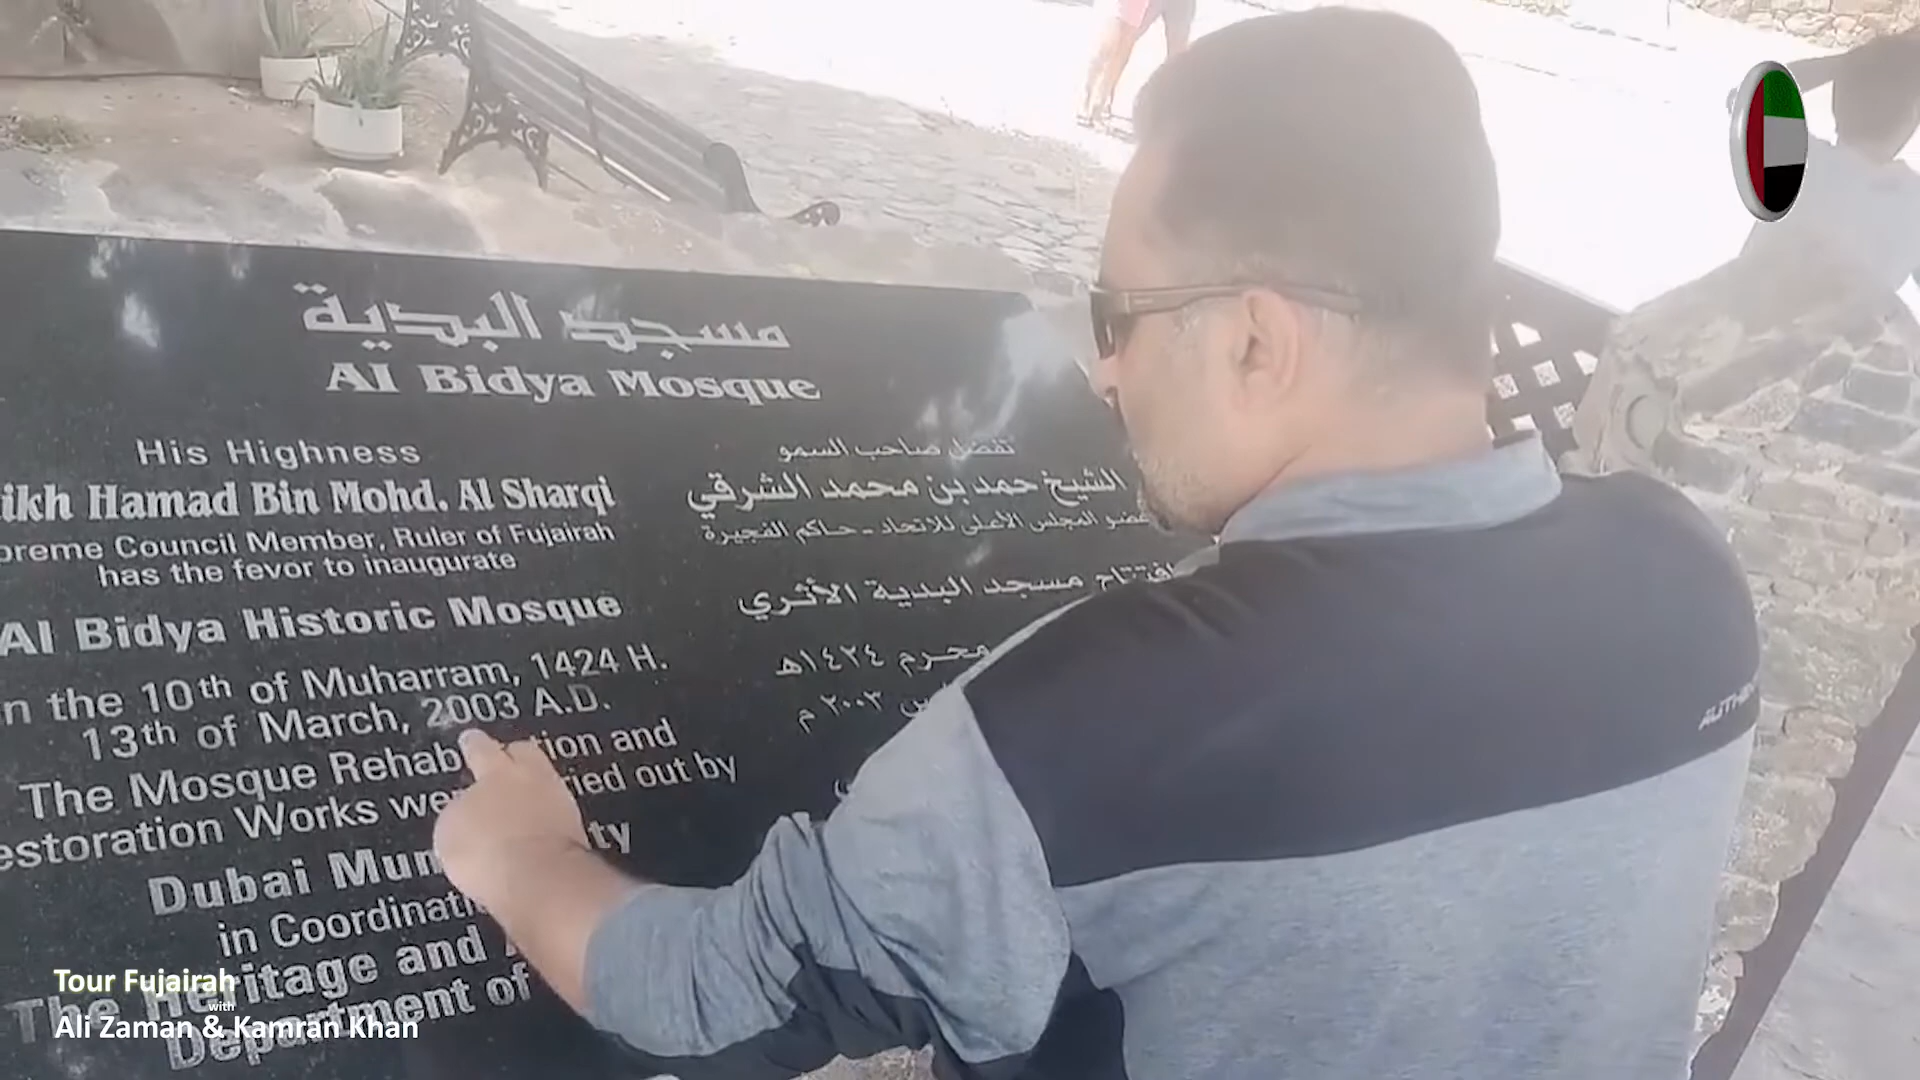 مسجد البدية
Al Bidya Mosque
His Highness
ikh Hamad Bin Mohd. Al Sharqi
preme Council Member, Ruler of Fujairah
has the fevor to inaugurate
Al Bidya Historic Mosque
n the 10th of Muharram, 1424 H.
13th of March, 2003 A.D.
The Mosque Rehab tion and
estoration Works we ried out by
Dubai Mun ty
in Coordinati
The Heritage and
Department of
تفضل صاحب السمو
الشيخ حمد بن محمد الشرقي
عضو المجلس الأعلى للاتحاد - حاكم الفجيرة
افتتاح مسجد البدية الأثري
محرم ١٤٢٤هـ
٢٠٠٣ م
AUTHEN
Tour Fujairah
with
Ali Zaman & Kamran Khan